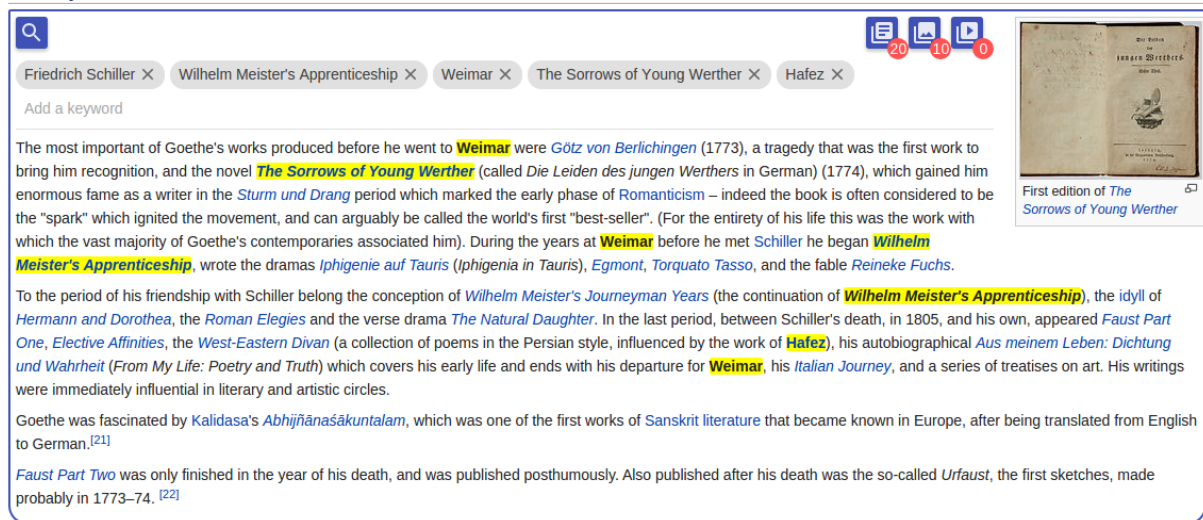 20 10 0
Friedrich Schiller × Wilhelm Meister's Apprenticeship × Weimar × The Sorrows of Young Werther × Hafez ×
Add a keyword
The most important of Goethe's works produced before he went to Weimar were Götz von Berlichingen (1773), a tragedy that was the first work to
bring him recognition, and the novel The Sorrows of Young Werther (called Die Leiden des jungen Werthers in German) (1774), which gained him
enormous fame as a writer in the Sturm und Drang period which marked the early phase of Romanticism – indeed the book is often considered to be
the "spark" which ignited the movement, and can arguably be called the world's first "best-seller". (For the entirety of his life this was the work with
which the vast majority of Goethe's contemporaries associated him). During the years at Weimar before he met Schiller he began Wilhelm
Meister's Apprenticeship, wrote the dramas Iphigenie auf Tauris (Iphigenia in Tauris), Egmont, Torquato Tasso, and the fable Reineke Fuchs.
To the period of his friendship with Schiller belong the conception of Wilhelm Meister's Journeyman Years (the continuation of Wilhelm Meister's Apprenticeship), the idyll of
Hermann and Dorothea, the Roman Elegies and the verse drama The Natural Daughter. In the last period, between Schiller's death, in 1805, and his own, appeared Faust Part
One, Elective Affinities, the West-Eastern Divan (a collection of poems in the Persian style, influenced by the work of Hafez), his autobiographical Aus meinem Leben: Dichtung
und Wahrheit (From My Life: Poetry and Truth) which covers his early life and ends with his departure for Weimar, his Italian Journey, and a series of treatises on art. His writings
were immediately influential in literary and artistic circles.
Goethe was fascinated by Kalidasa's Abhijñānaśākuntalam, which was one of the first works of Sanskrit literature that became known in Europe, after being translated from English
to German.[21]
Faust Part Two was only finished in the year of his death, and was published posthumously. Also published after his death was the so-called Urfaust, the first sketches, made
probably in 1773–74. [22]
Die Leiden
des
jungen Werthers
First edition of The
Sorrows of Young Werther